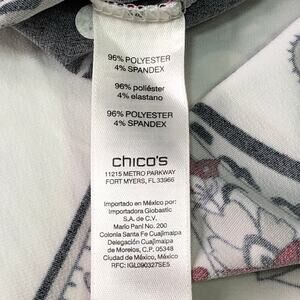 96% POLYESTER
4% SPANDEX
96% poliéster
4% elastano
96% POLYESTER
4% SPANDEX
chico's
11215 METRO PARKWAY
FORT MYERS, FL 33966
Importado en México por:
Importadora Globastic
S.A. de C.V.
Mario Pani No. 200
Colonia Santa Fe Cuajimalpa
Delegación Cuajimalpa
de Morelos, C.P. 05348
Ciudad de México, México
RFC: IGL090327SE5